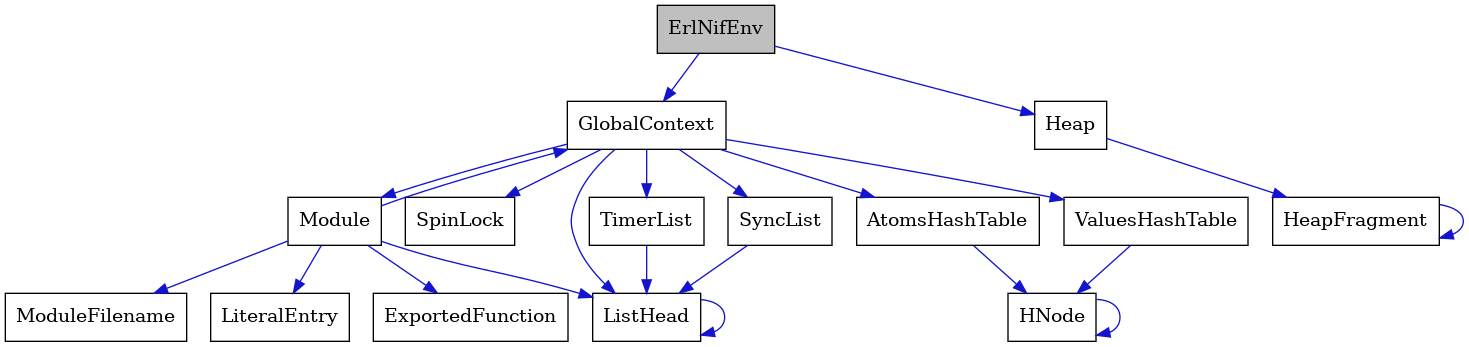 ErlNifEnv
GlobalContext
Heap
Module
SpinLock
TimerList
SyncList
AtomsHashTable
ValuesHashTable
HeapFragment
ModuleFilename
LiteralEntry
ExportedFunction
ListHead
HNode